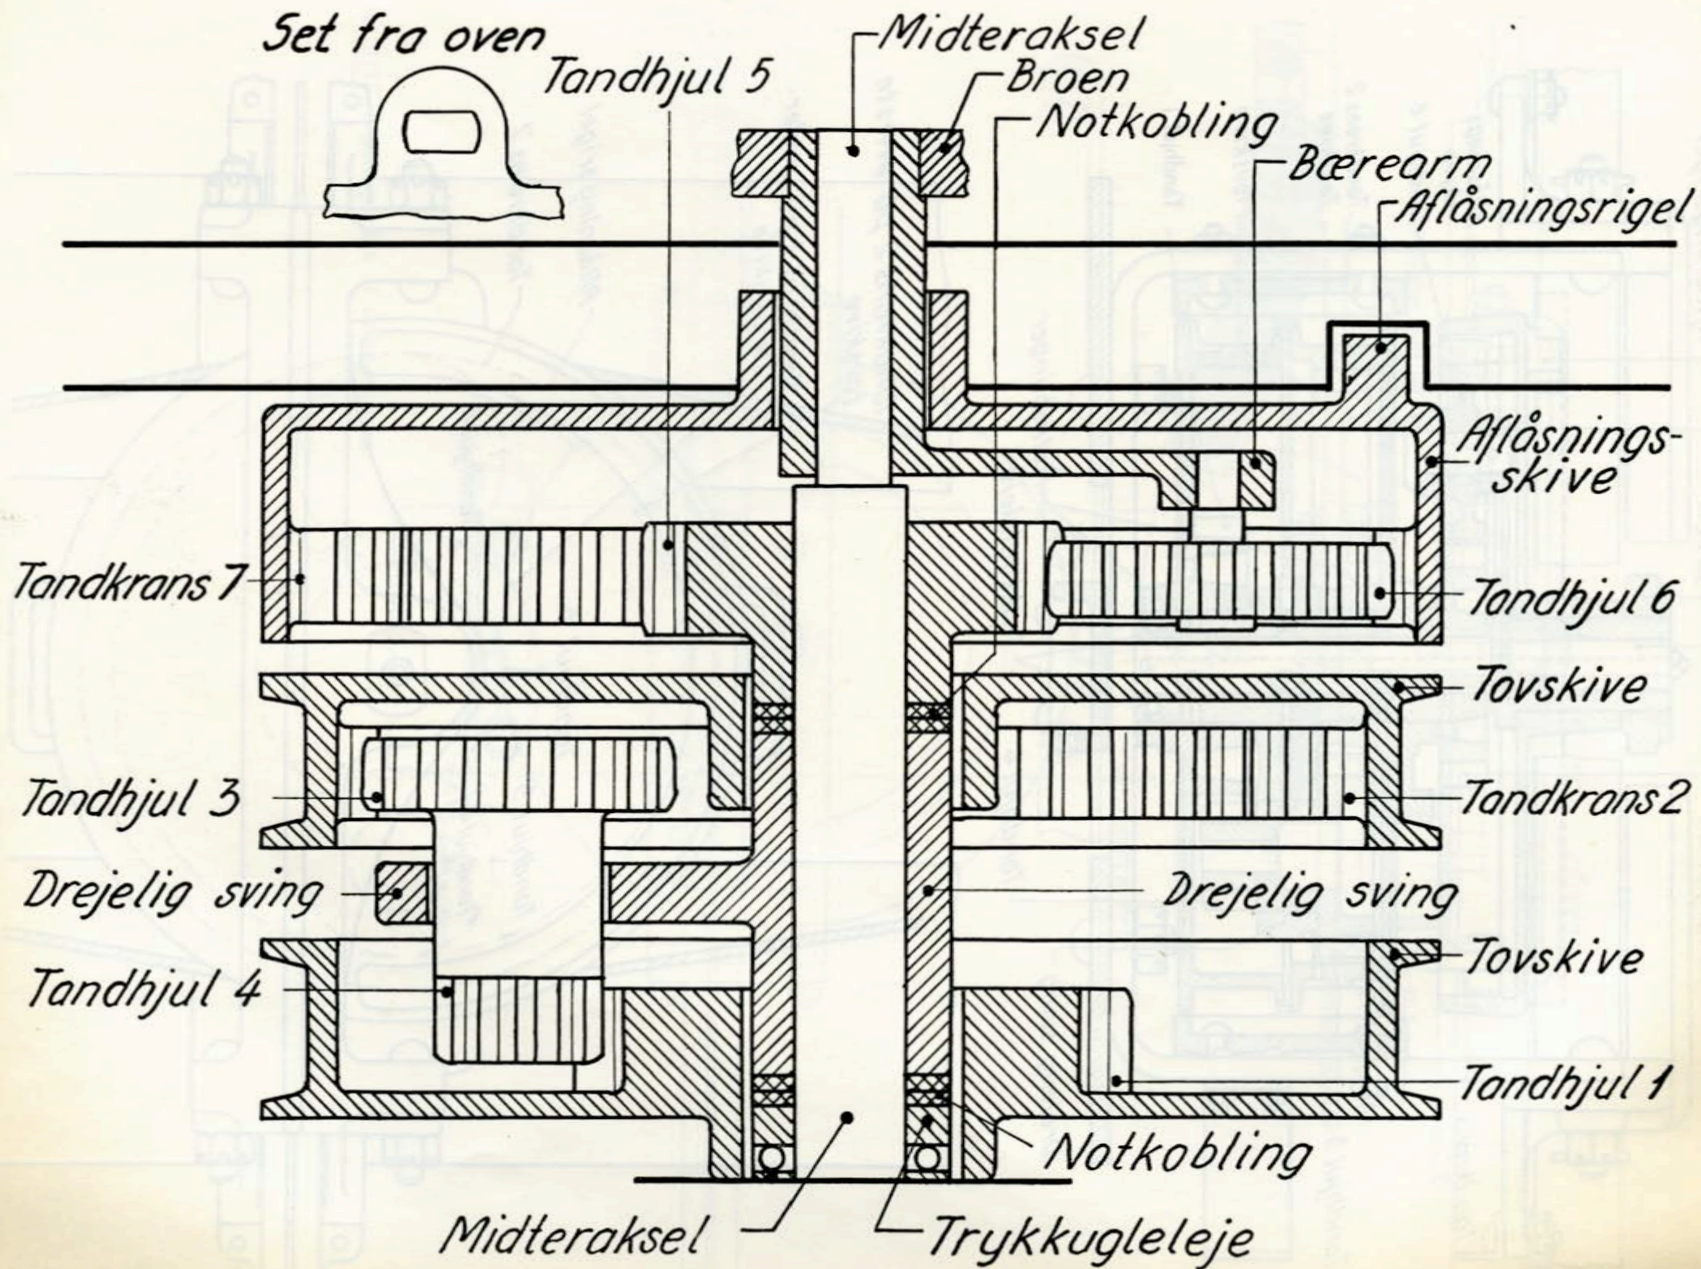 Set fra oven
Tandhjul 5
Midteraksel
Broen
Notkobling
Bærearm
Aflåsningsrigel
Aflåsnings-
skive
Tandkrans 7
Tandhjul 6
Tovskive
Tandhjul 3
Tandkrans 2
Drejelig sving
Drejelig sving
Tovskive
Tandhjul 4
Tandhjul 1
Notkobling
Midteraksel
Trykkugleleje